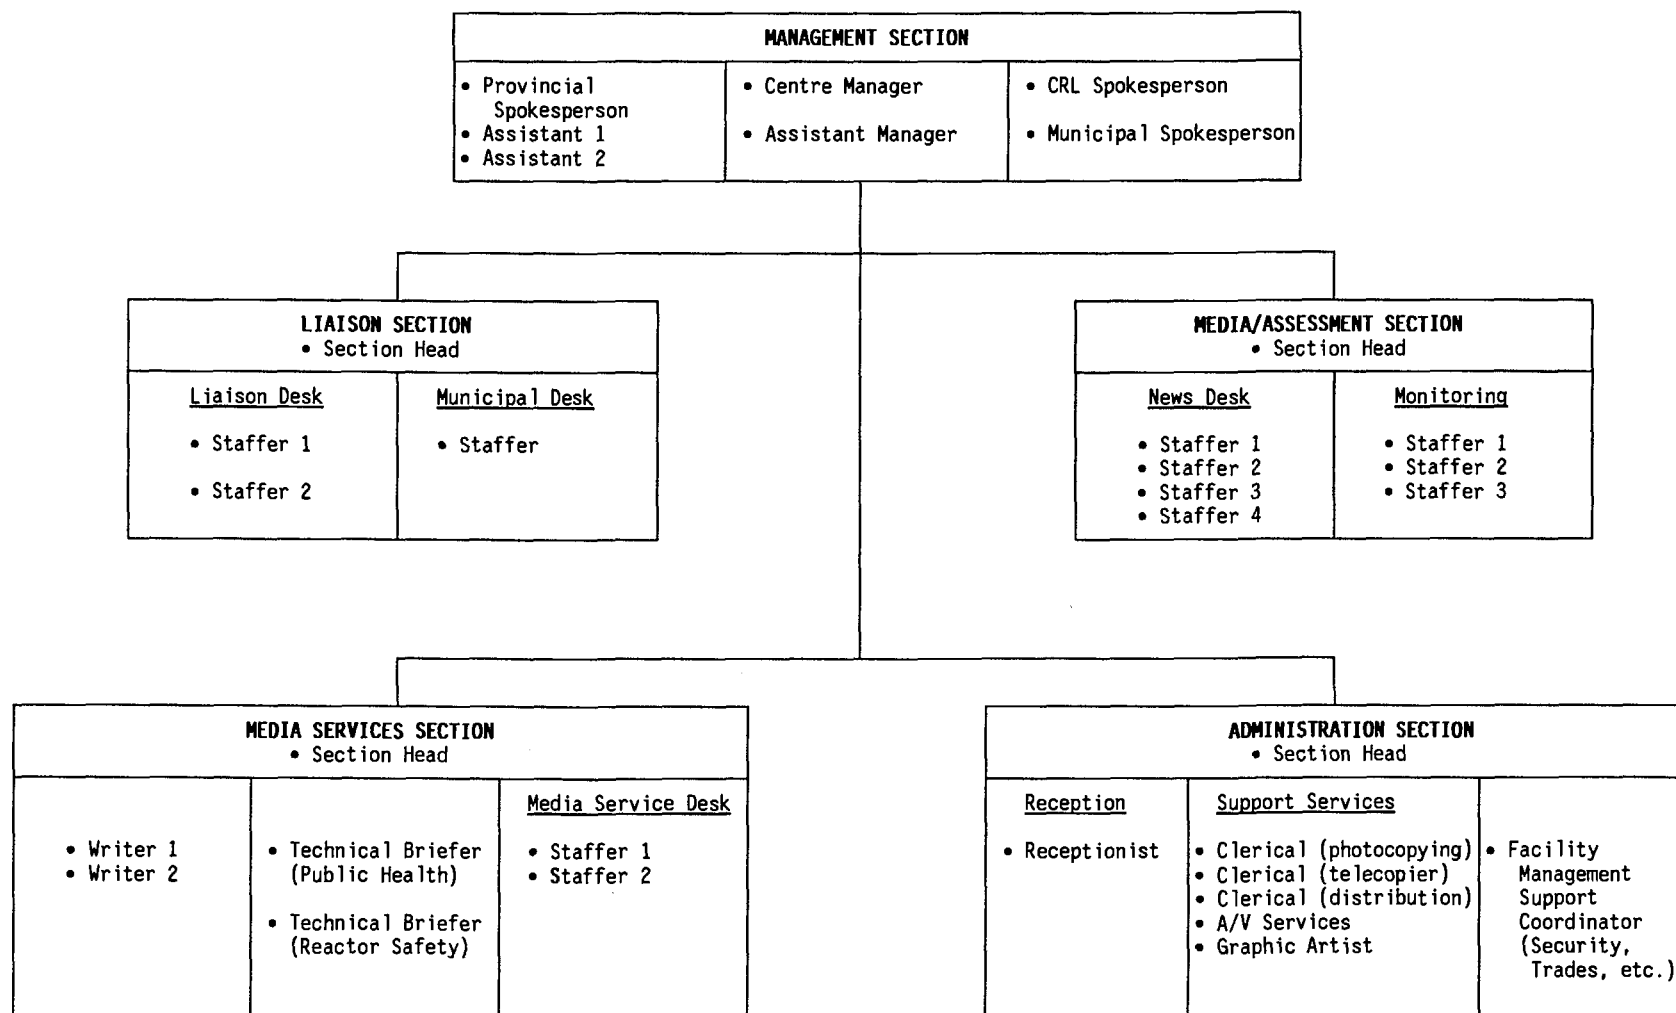 MANAGEMENT SECTION
• Provincial
Spokesperson
• Assistant 1
• Assistant 2
• Centre Manager
• Assistant Manager
• CRL Spokesperson
• Municipal Spokesperson
LIAISON SECTION
• Section Head
Liaison Desk
• Staffer 1
• Staffer 2
Municipal Desk
• Staffer
MEDIA/ASSESSMENT SECTION
• Section Head
News Desk
• Staffer 1
• Staffer 2
• Staffer 3
• Staffer 4
Monitoring
• Staffer 1
• Staffer 2
• Staffer 3
MEDIA SERVICES SECTION
• Section Head
• Writer 1
• Writer 2
• Technical Briefer
(Public Health)
• Technical Briefer
(Reactor Safety)
Media Service Desk
• Staffer 1
• Staffer 2
ADMINISTRATION SECTION
• Section Head
Reception
• Receptionist
Support Services
• Clerical (photocopying)
• Clerical (telecopier)
• Clerical (distribution)
• A/V Services
• Graphic Artist
• Facility
Management
Support
Coordinator
(Security,
Trades, etc.)